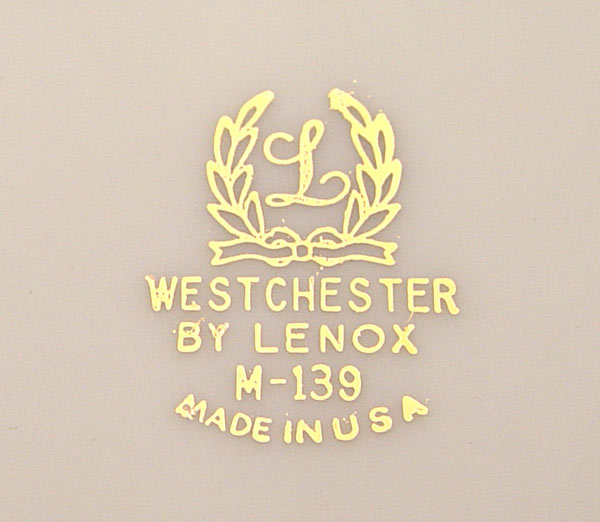 L
WESTCHESTER
BY LENOX
M-139
MADE IN USA